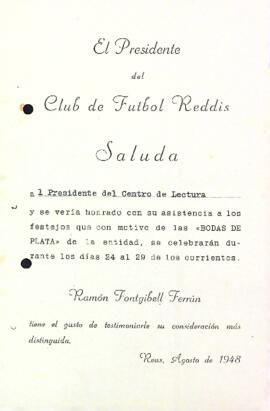 El Presidente
del
Club de Futbol Reddis
Saluda
al Presidente del Centro de Lectura
y se vería honrado con su asistencia a los
festejos que con motivo de las «BODAS DE
PLATA» de la entidad, se celebrarán du-
rante los días 24 al 29 de los corrientes.
Ramón Fontgibell Ferrán
tiene el gusto de testimoniarle su consideración más
distinguida.
Reus, Agosto de 1948